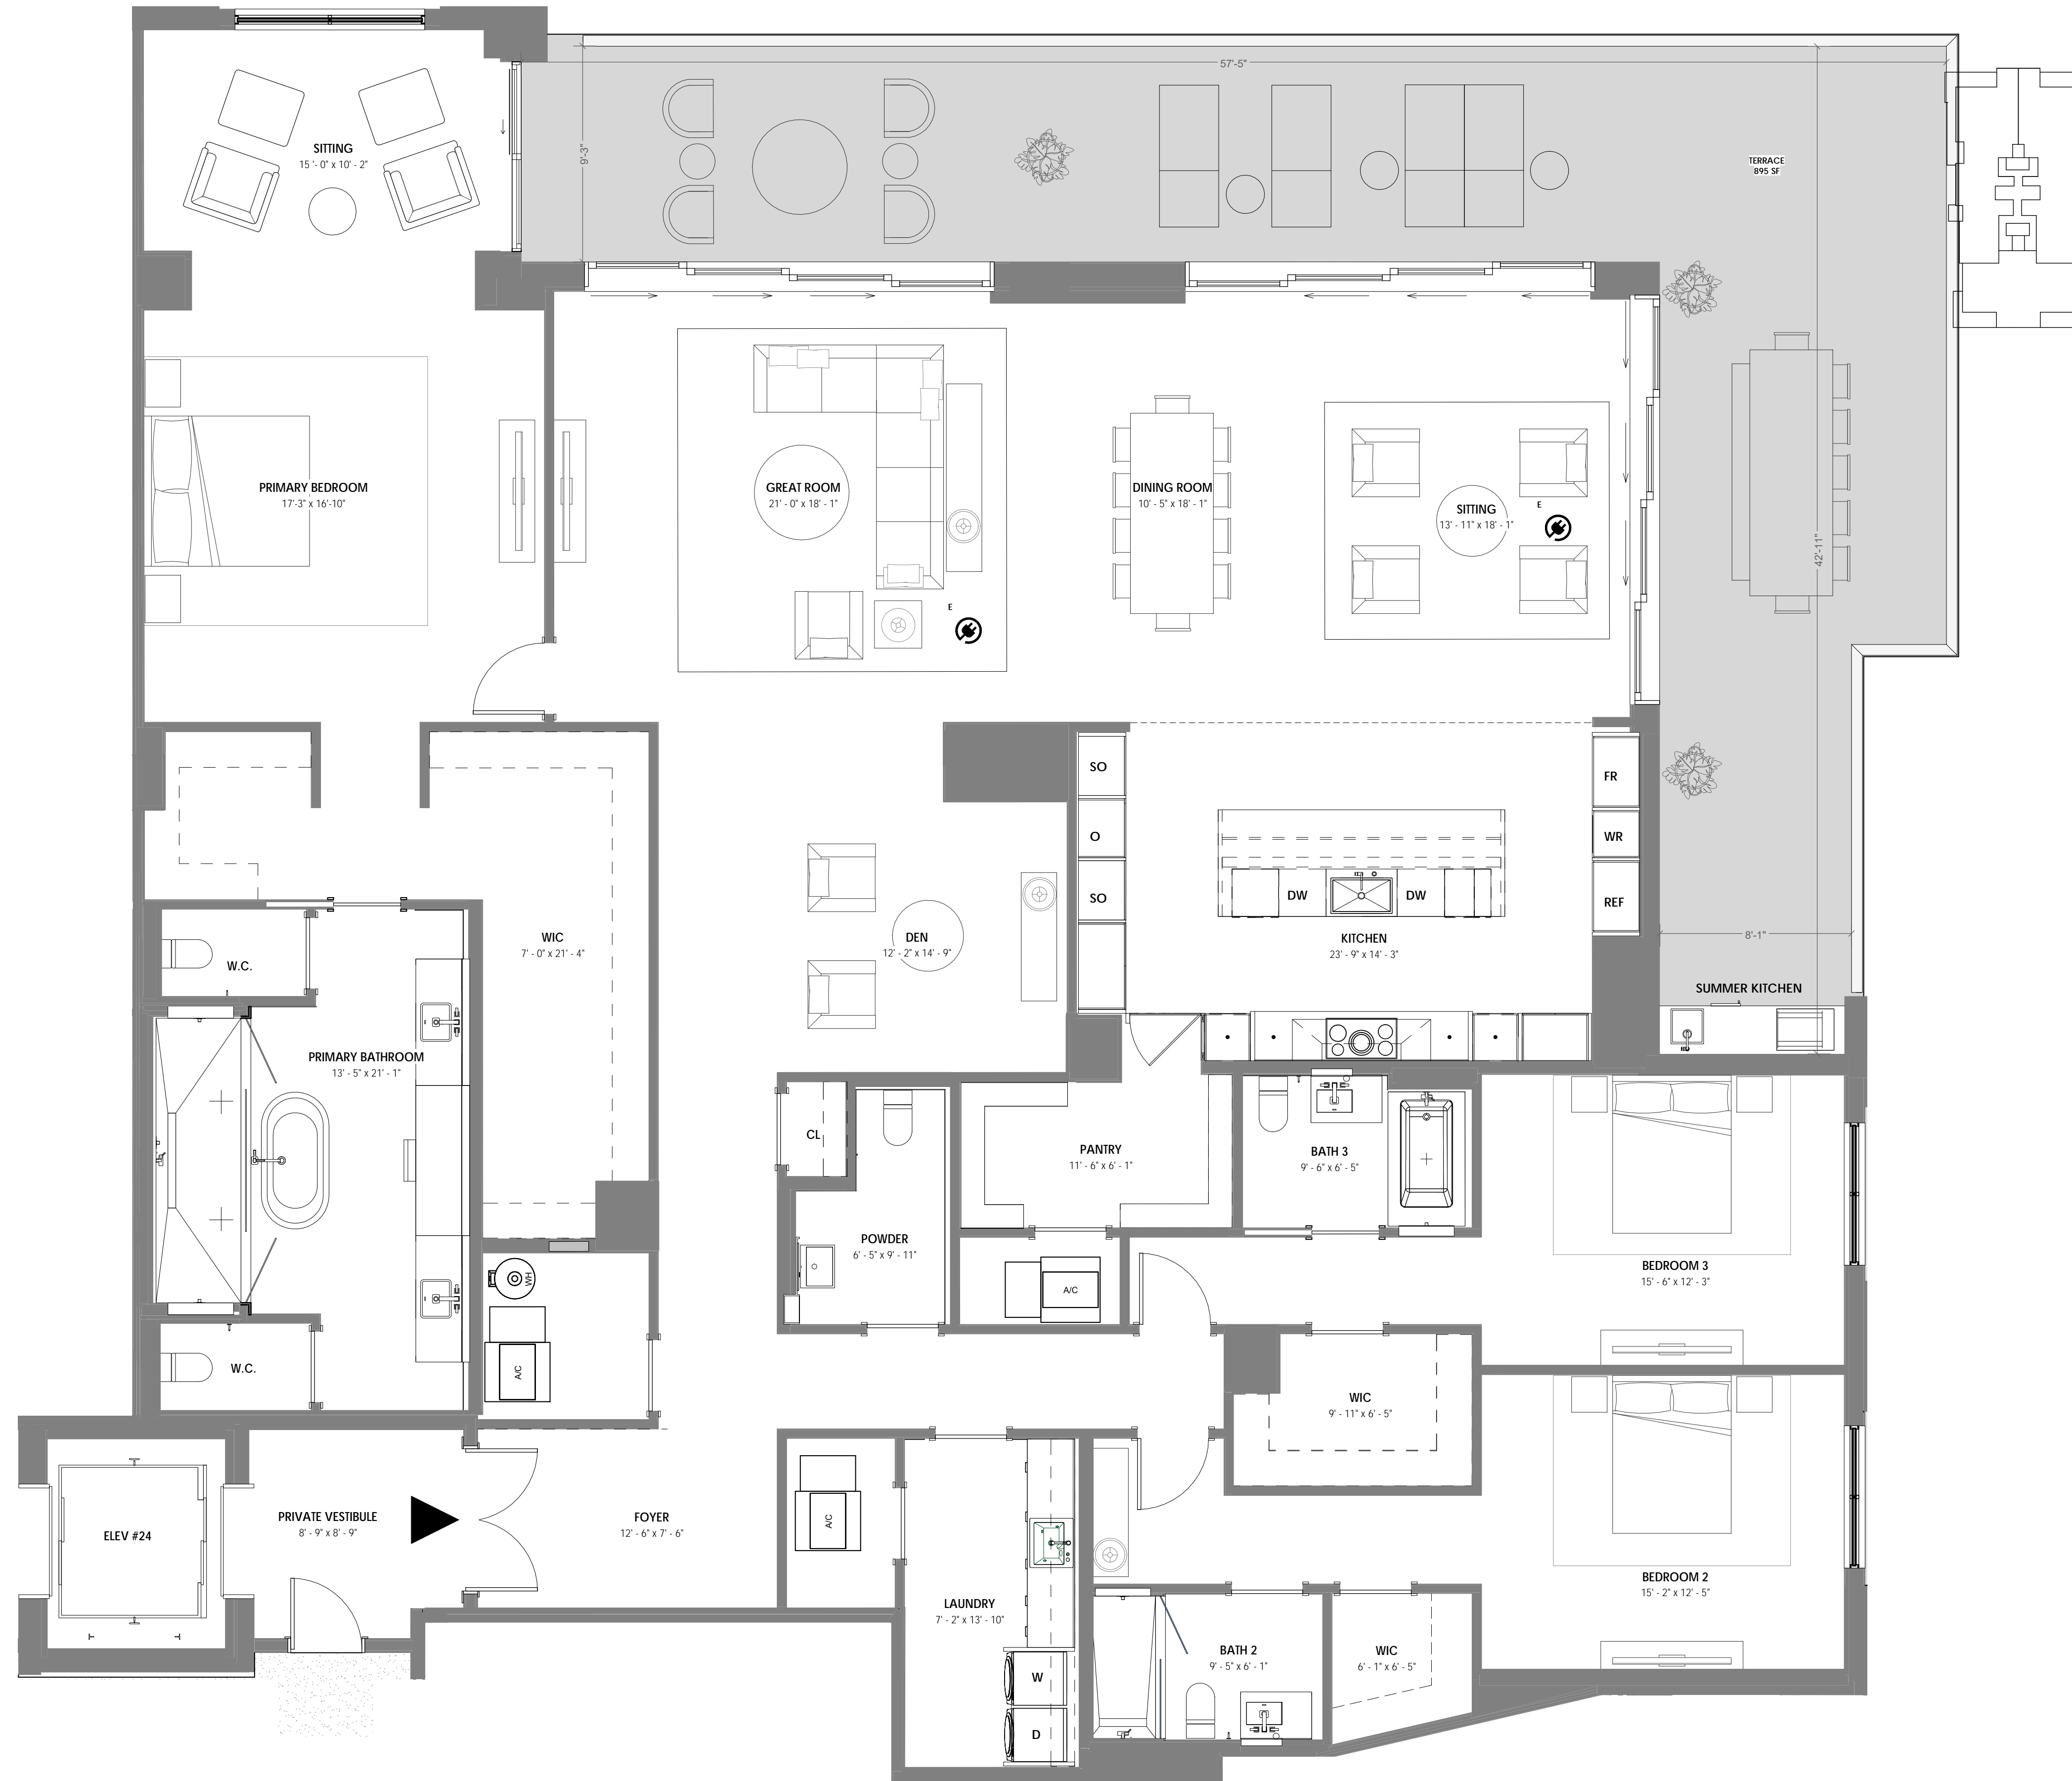 57'-5"
9'-3"
SITTING
15 '- 0" x 10' - 2"
TERRACE
895 SF
PRIMARY BEDROOM
17'-3" x 16'-10"
GREAT ROOM
21' - 0" x 18' - 1"
DINING ROOM
10' - 5" x 18' - 1"
SITTING
13' - 11" x 18' - 1"
E
E
42'-11"
SO
O
SO
FR
WR
REF
DW
DW
KITCHEN
23' - 9" x 14' - 3"
8'-1"
SUMMER KITCHEN
WIC
7' - 0" x 21' - 4"
DEN
12' - 2" x 14' - 9"
W.C.
PRIMARY BATHROOM
13' - 5" x 21' - 1"
CL
PANTRY
11' - 6" x 6' - 1"
BATH 3
9' - 6" x 6' - 5"
POWDER
6' - 5" x 9' - 11"
BEDROOM 3
15' - 6" x 12' - 3"
WH
A/C
A/C
W.C.
WIC
9' - 11" x 6' - 5"
ELEV #24
PRIVATE VESTIBULE
8' - 9" x 8' - 9"
FOYER
12' - 6" x 7' - 6"
A/C
LAUNDRY
7' - 2" x 13' - 10"
BEDROOM 2
15' - 2" x 12' - 5"
BATH 2
9' - 5" x 6' - 1"
WIC
6' - 1" x 6' - 5"
W
D